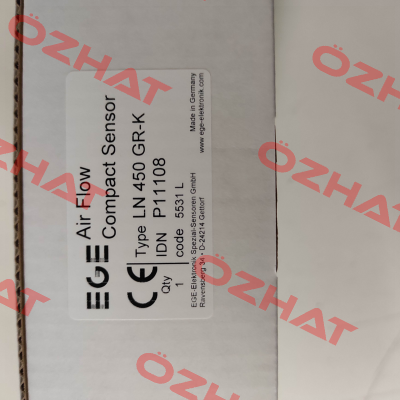 EGE
Air Flow
Compact Sensor
CE
Type LN 450 GR-K
IDN P11108
Qty 1 code 5531 L
EGE-Elektronik Spezial-Sensoren GmbH
Ravensberg 34 - D-24214 Gettorf
Made in Germany
www.ege-elektronik.com
ÖZHAT
ÖZHAT
ÖZHAT
ÖZHAT
ÖZHAT
ÖZHAT